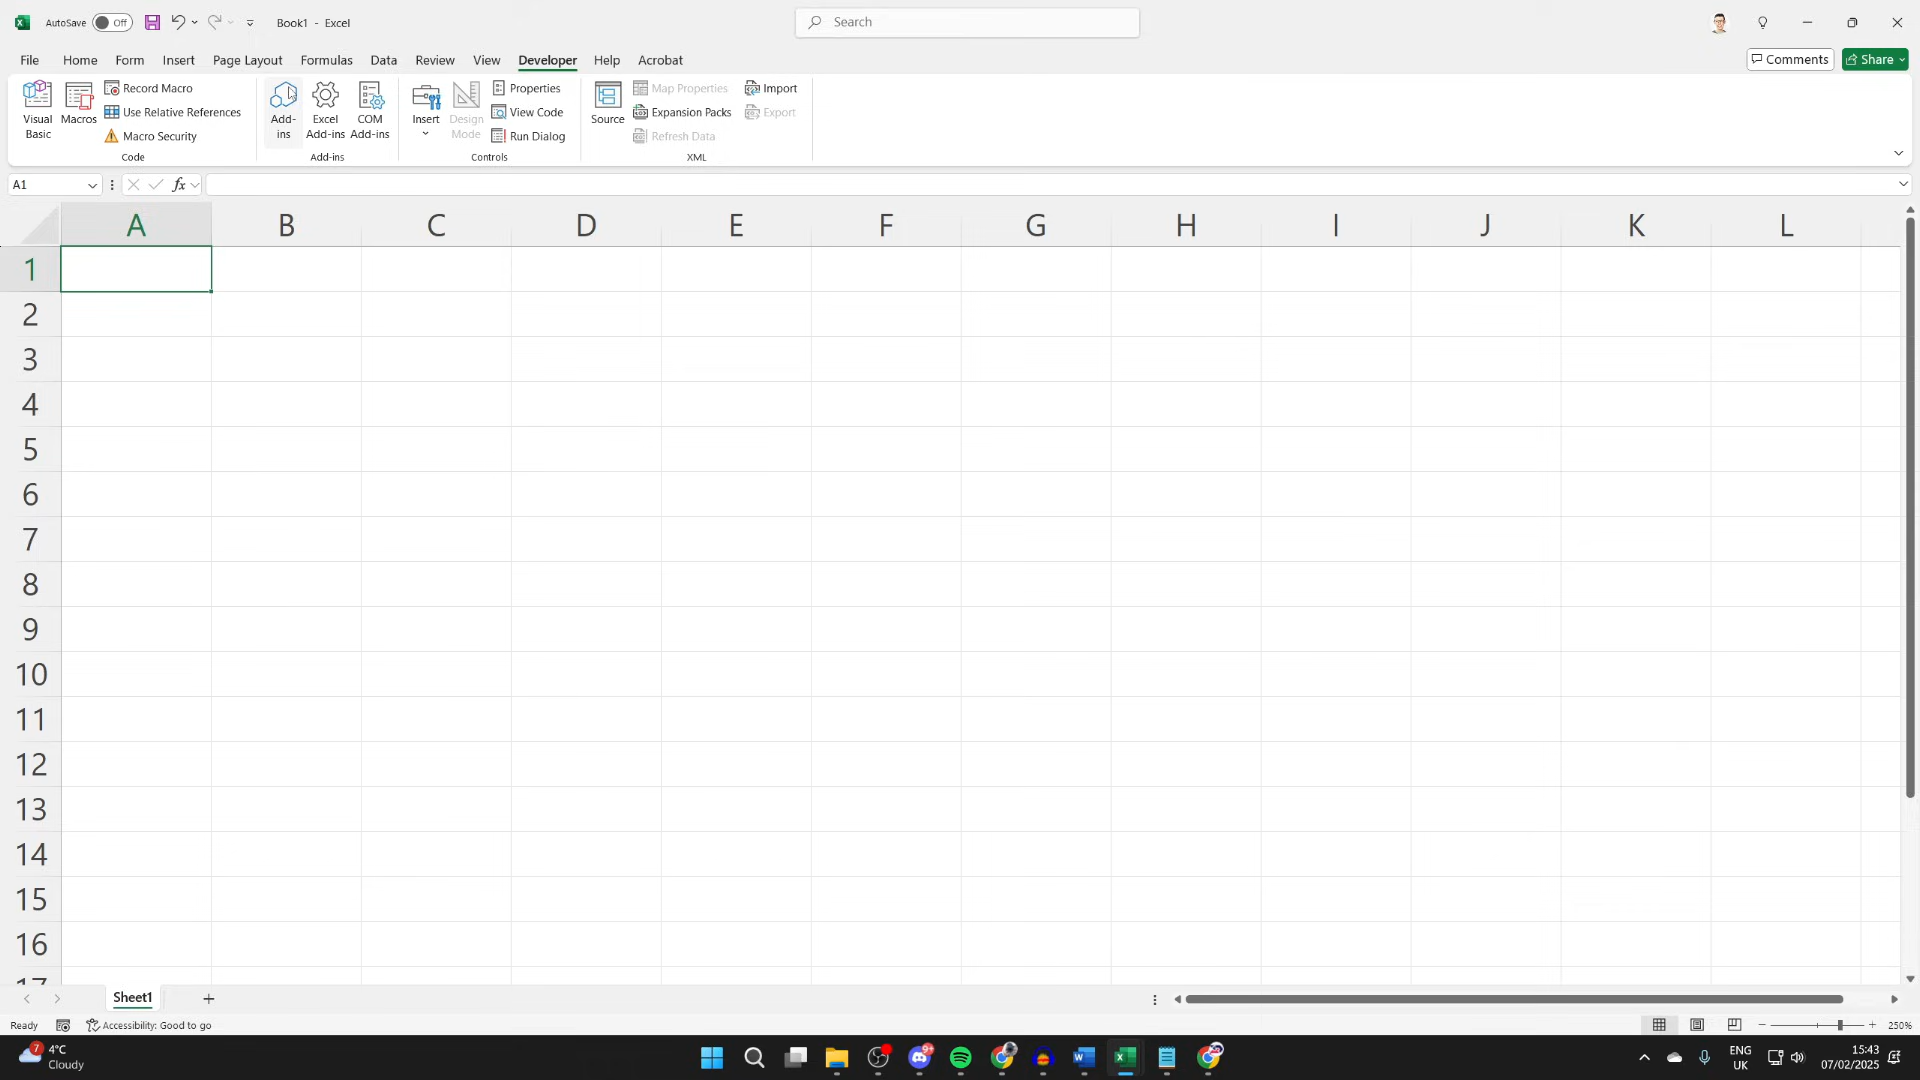 AutoSave Off Book1 - Excel Search
File Home Form Insert Page Layout Formulas Data Review View Developer Help Acrobat Comments Share
Visual Basic
Macros
Record Macro
Use Relative References
Macro Security
Code
Add-ins
Excel Add-ins
COM Add-ins
Add-ins
Insert
Design Mode
Properties
View Code
Run Dialog
Controls
Source
Map Properties
Expansion Packs
Refresh Data
Import
Export
XML
A1 fx
A B C D E F G H I J K L
1
2
3
4
5
6
7
8
9
10
11
12
13
14
15
16
17
Sheet1
Ready Accessibility: Good to go 250%
7 4°C
Cloudy
9+
ENG
UK
15:43
07/02/2025